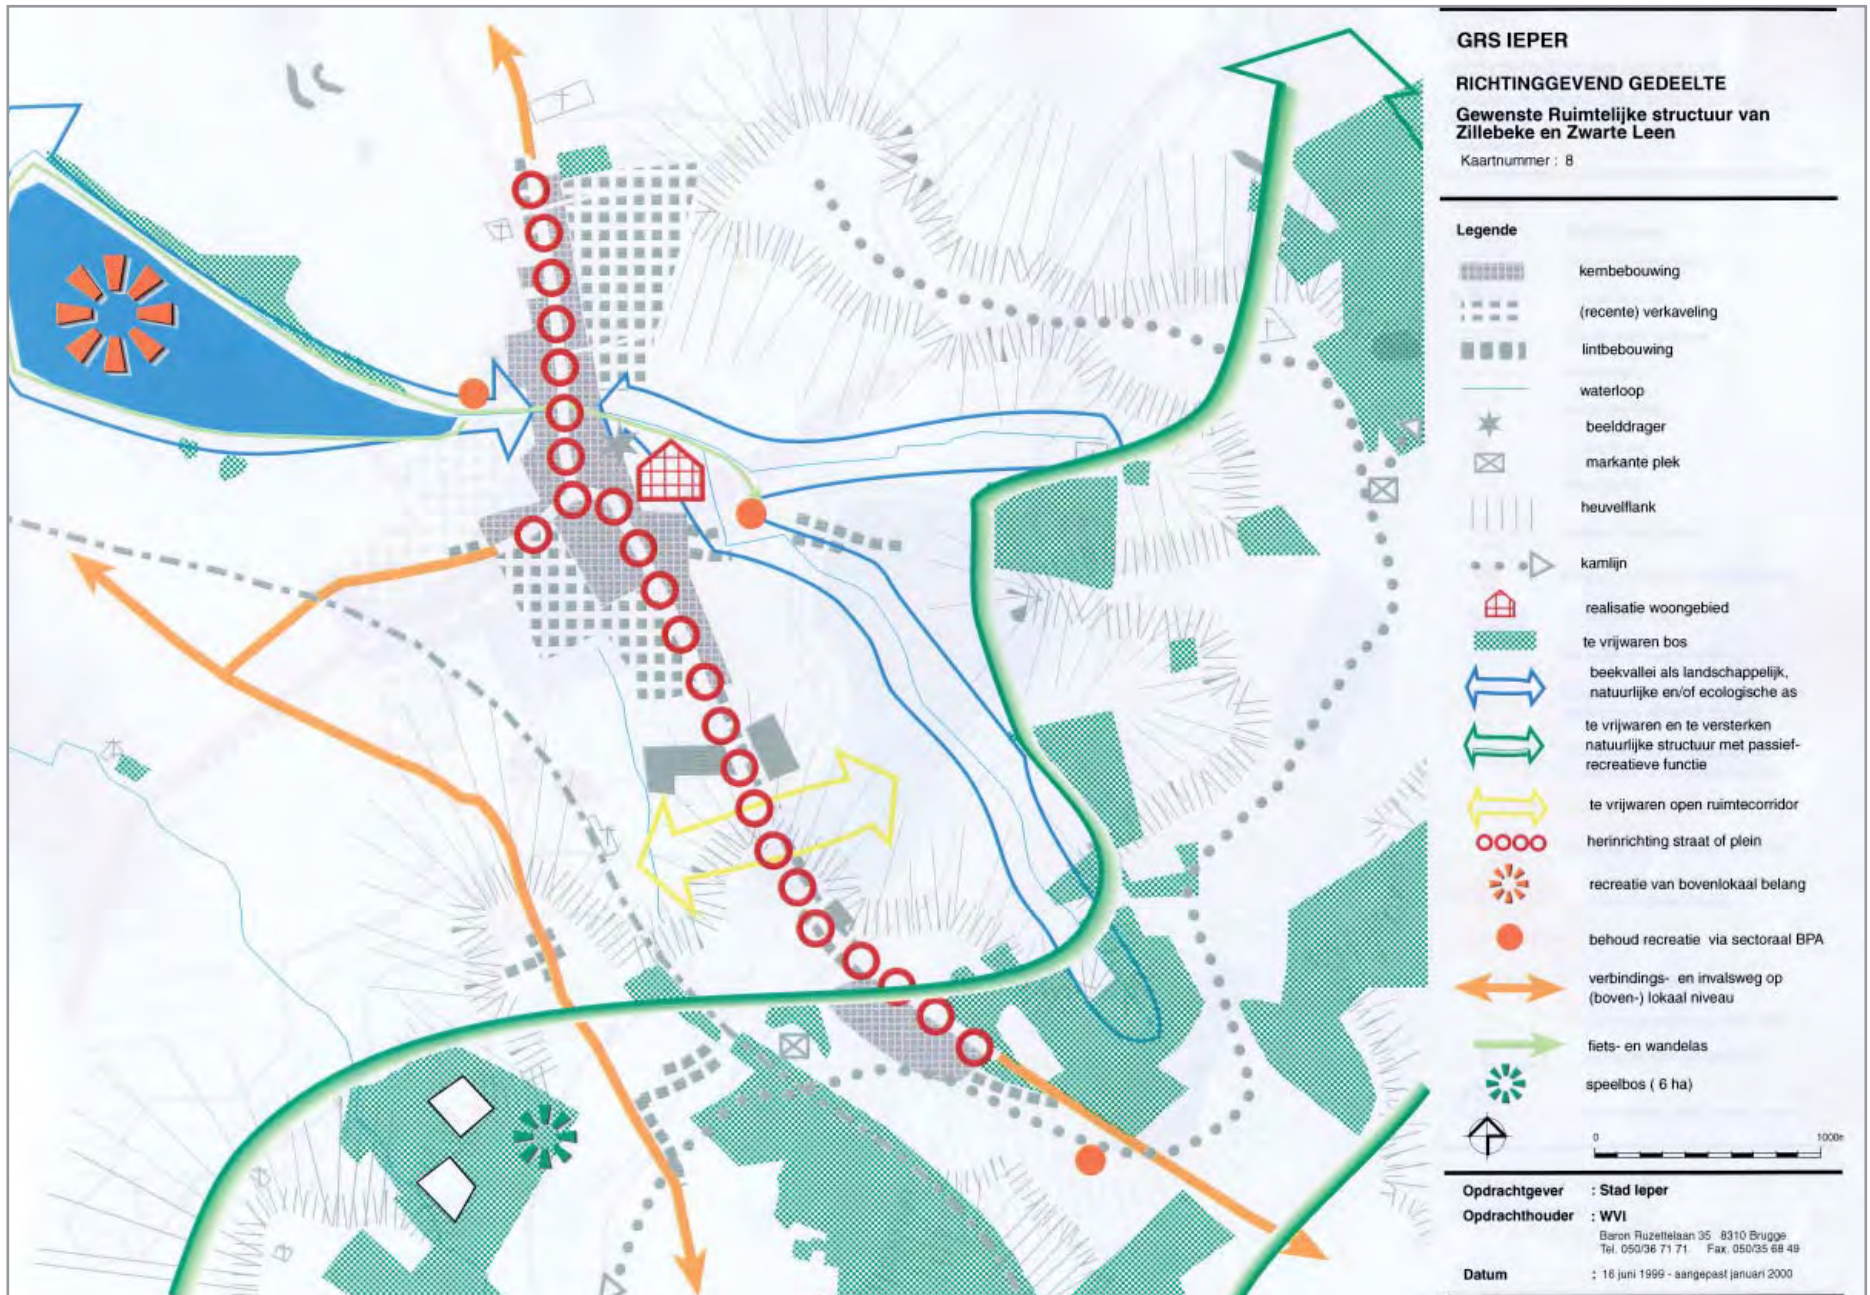 GRS IEPER
RICHTINGGEVEND GEDEELTE
Gewenste Ruimtelijke structuur van
Zillebeke en Zwarte Leen
Kaartnummer : 8
Legende
kernbebouwing
(recente) verkaveling
lintbebouwing
waterloop
beelddrager
markante plek
heuvelflank
kamlijn
realisatie woongebied
te vrijwaren bos
beekvallei als landschappelijk,
natuurlijke en/of ecologische as
te vrijwaren en te versterken
natuurlijke structuur met passief-
recreatieve functie
te vrijwaren open ruimtecorridor
herinrichting straat of plein
recreatie van bovenlokaal belang
behoud recreatie via sectoraal BPA
verbindings- en invalsweg op
(boven-) lokaal niveau
fiets- en wandelas
speelbos ( 6 ha)
0 1000m
Opdrachtgever : Stad Ieper
Opdrachthouder : WVI
Baron Ruzettelaan 35 8310 Brugge
Tel. 050/36 71 71 Fax. 050/35 68 49
Datum : 16 juni 1999 - aangepast januari 2000